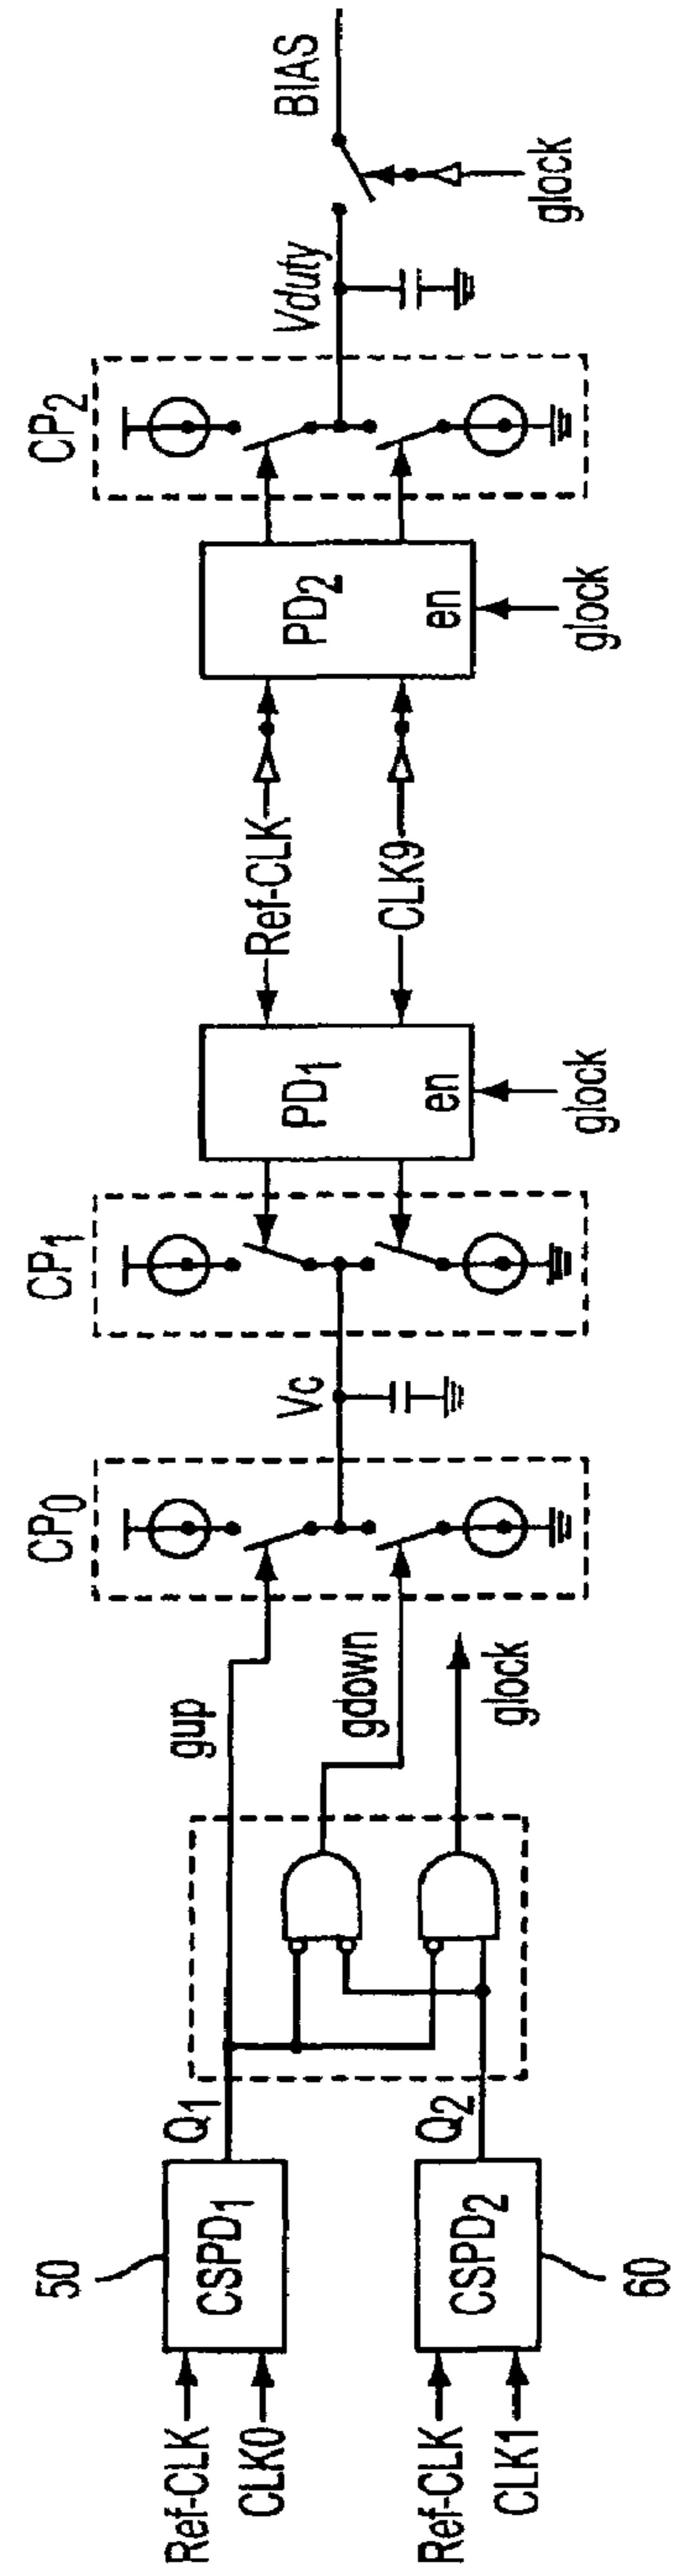 Ref-CLK
CLK0
50
CSPD1
Q1
Ref-CLK
CLK1
60
CSPD2
Q2
gup
gdown
glock
CP0
Vc
CP1
PD1
en
glock
Ref-CLK
CLK9
PD2
en
glock
CP2
Vduty
BIAS
glock